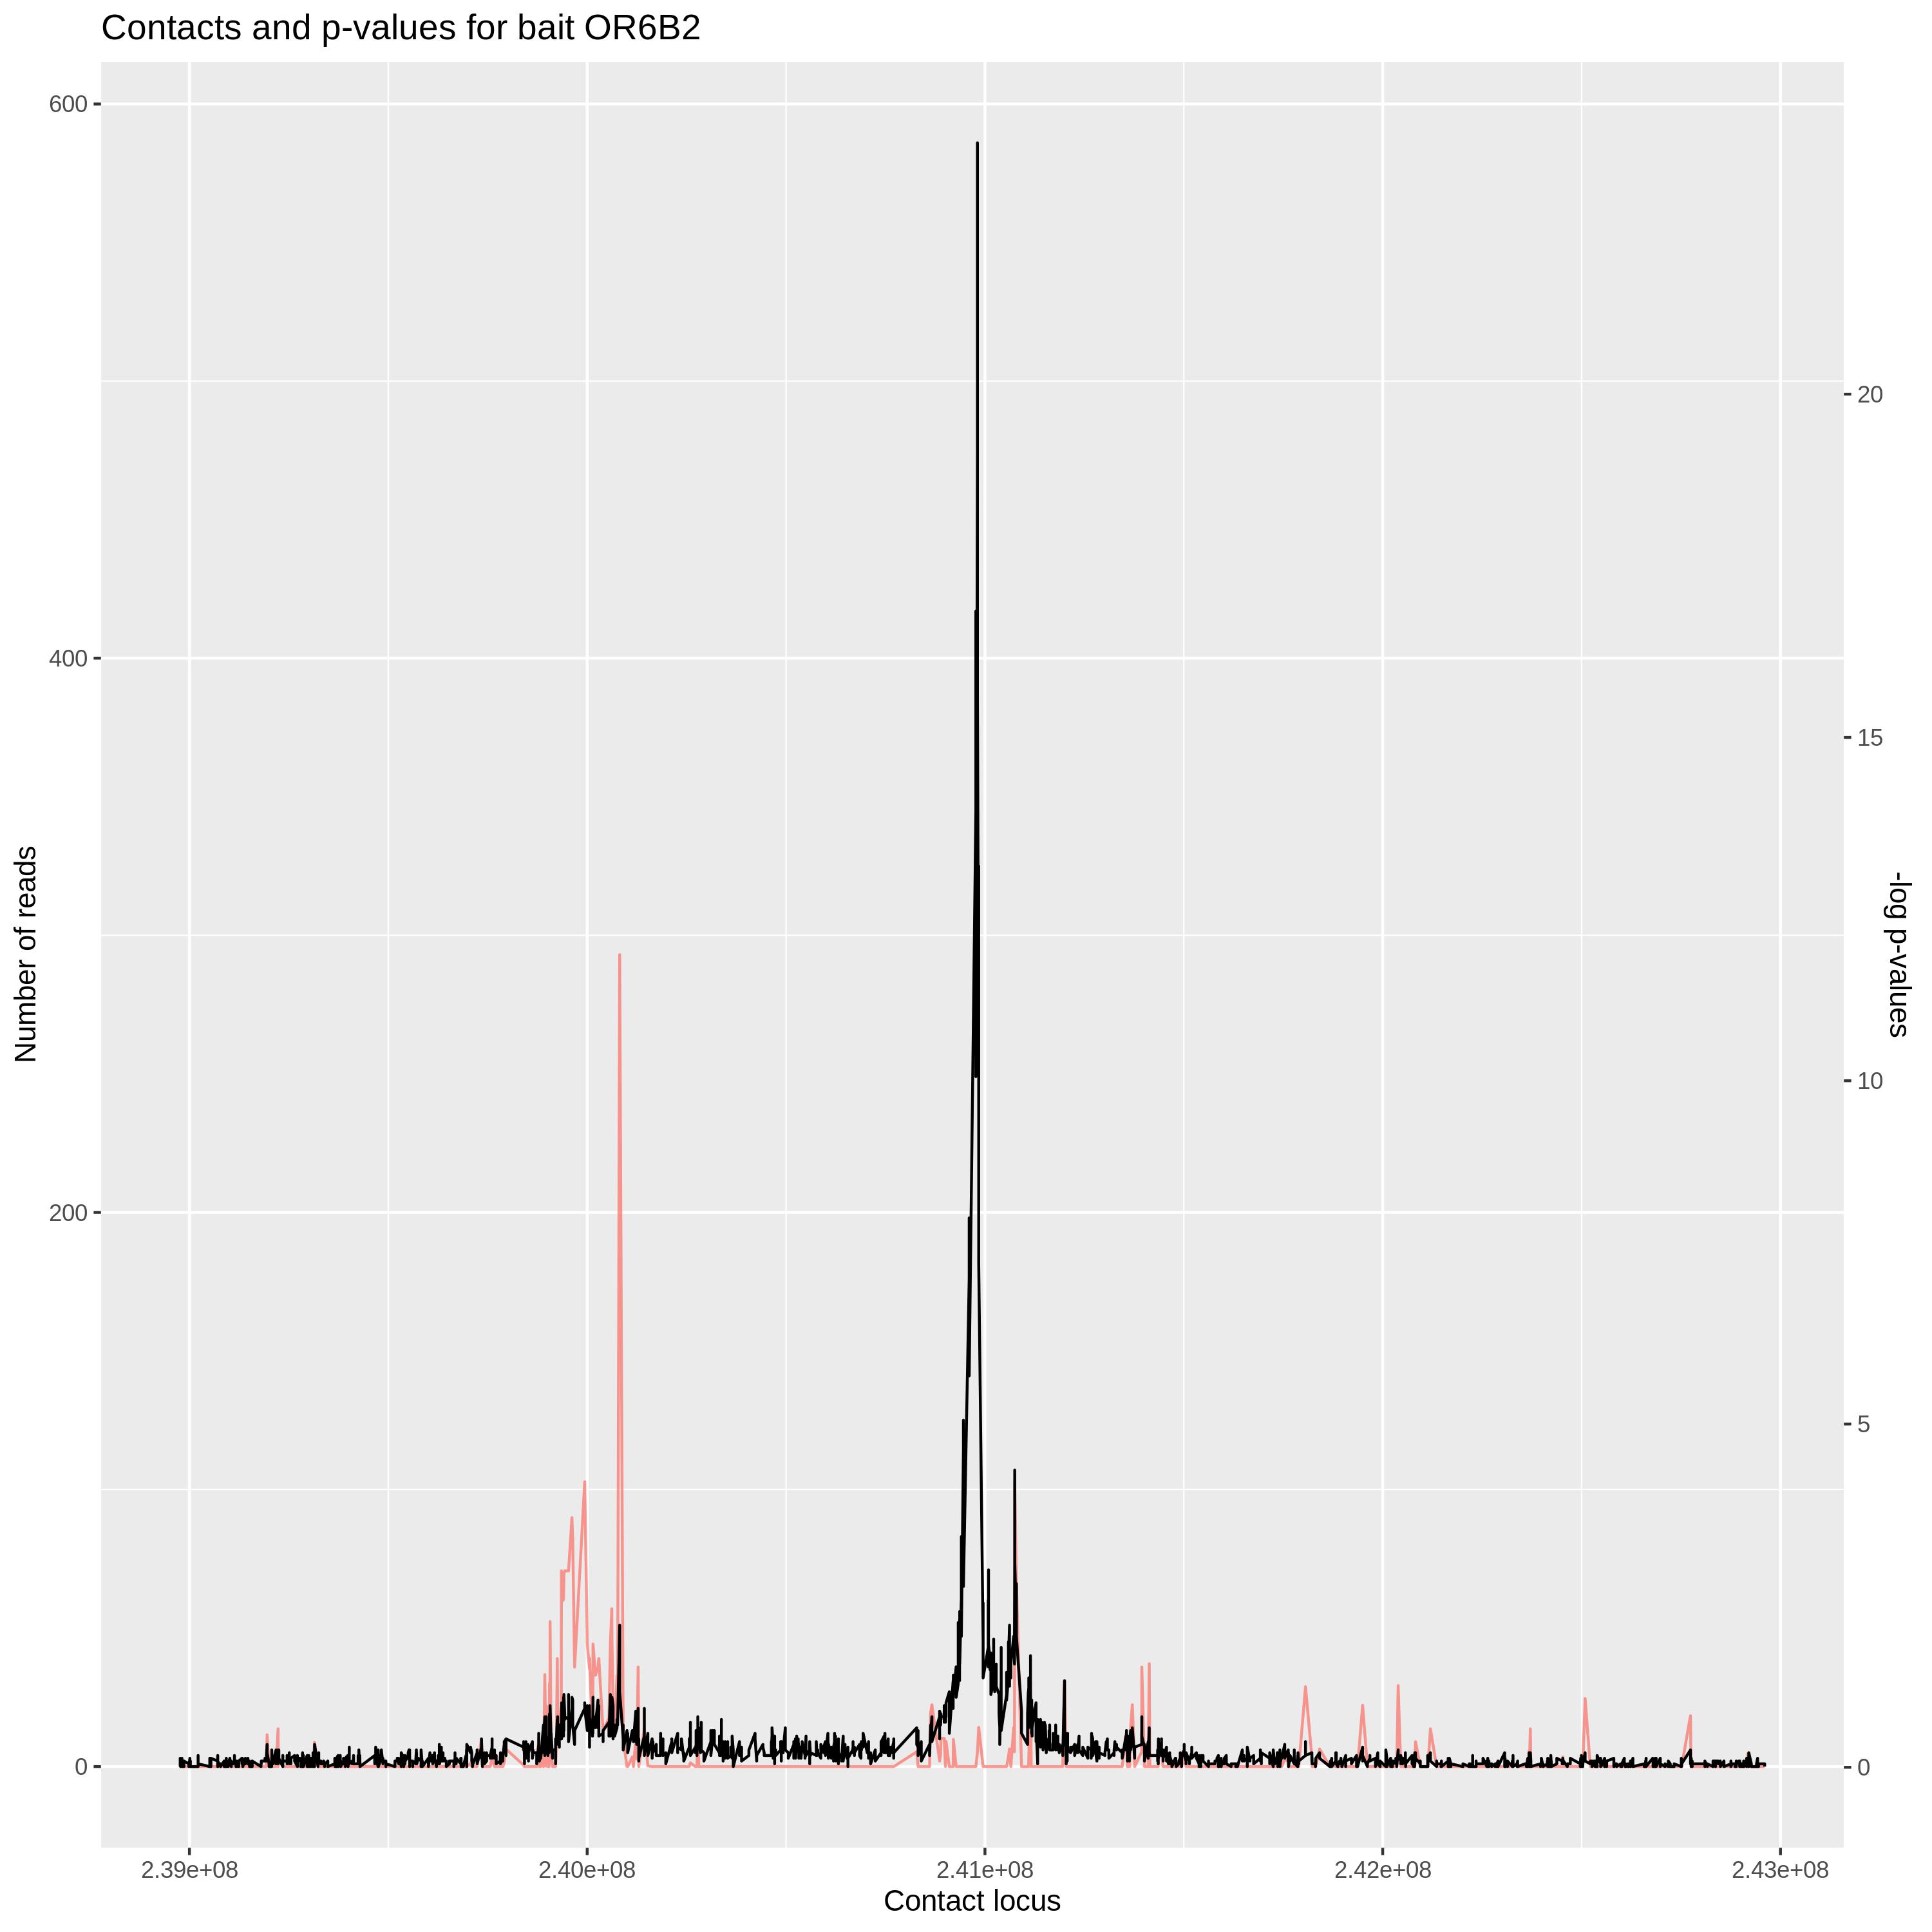 Contacts and p-values for bait OR6B2
600
400
200
0
Number of reads
20
15
10
5
0
-log p-values
2.39e+08
2.40e+08
2.41e+08
2.42e+08
2.43e+08
Contact locus